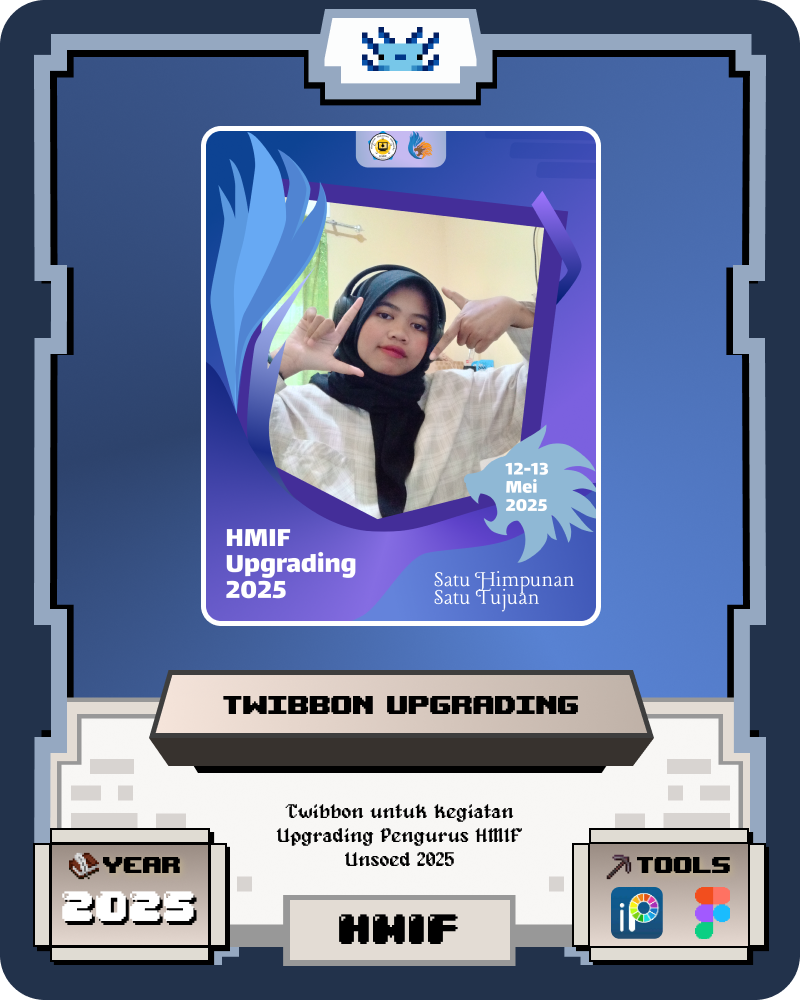 12-13
Mei
2025
HMIF
Upgrading
2025
Satu Himpunan
Satu Tujuan
TWIBBON UPGRADING
Twibbon untuk Kegiatan
Upgrading Pengurus HMIF
Unsoed 2025
YEAR
2025
TOOLS
iP
HMIF